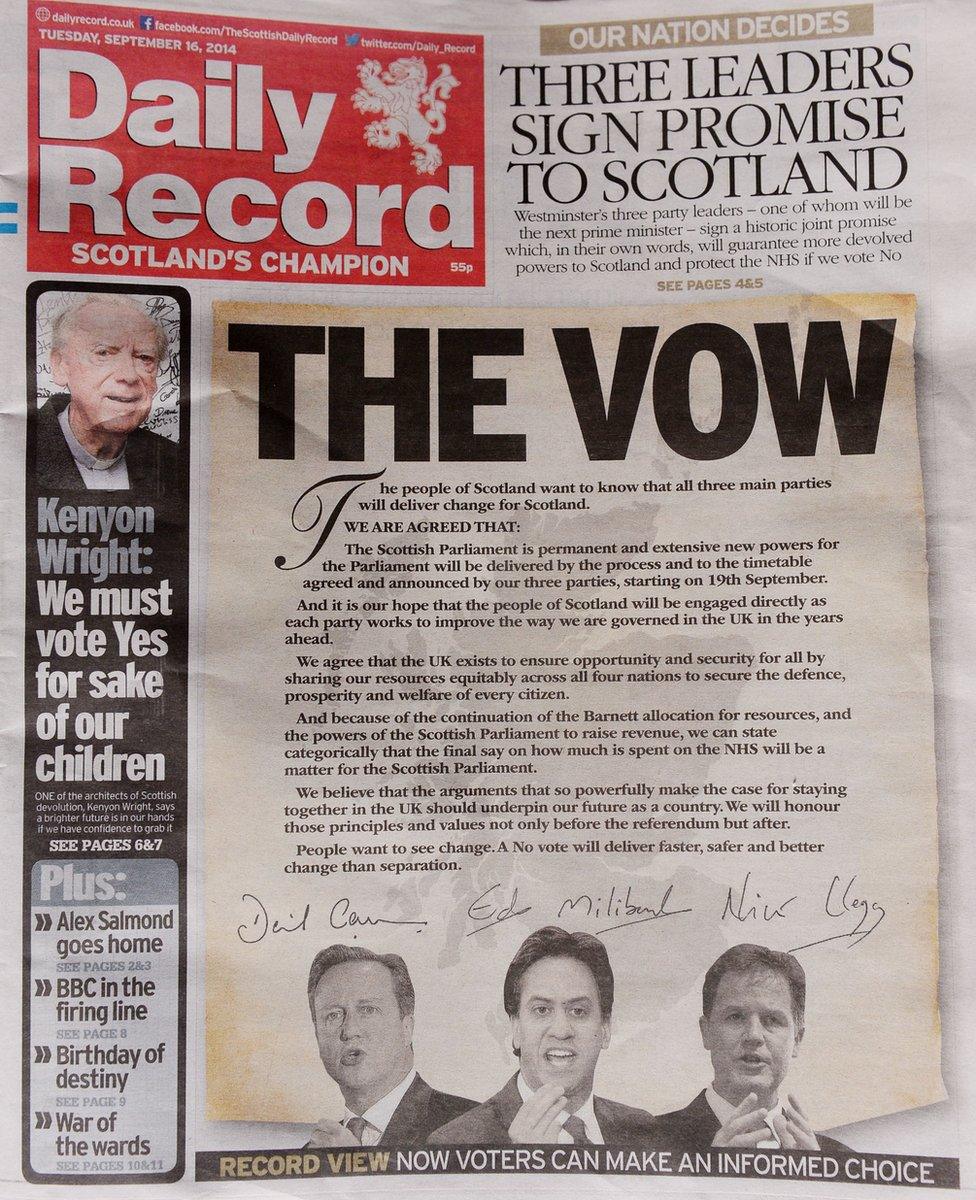 dailyrecord.co.uk facebook.com/TheScottishDailyRecord twitter.com/Daily_Record
TUESDAY, SEPTEMBER 16, 2014
Daily
Record
SCOTLAND'S CHAMPION
55p
OUR NATION DECIDES
THREE LEADERS
SIGN PROMISE
TO SCOTLAND
Westminster's three party leaders – one of whom will be
the next prime minister – sign a historic joint promise
which, in their own words, will guarantee more devolved
powers to Scotland and protect the NHS if we vote No
SEE PAGES 4&5
Kenyon
Wright:
We must
vote Yes
for sake
of our
children
ONE of the architects of Scottish
devolution, Kenyon Wright, says
a brighter future is in our hands
if we have confidence to grab it
SEE PAGES 6&7
Plus:
» Alex Salmond
goes home
SEE PAGES 2&3
» BBC in the
firing line
SEE PAGE 8
» Birthday of
destiny
SEE PAGE 9
» War of
the wards
SEE PAGES 10&11
THE VOW
The people of Scotland want to know that all three main parties
will deliver change for Scotland.
WE ARE AGREED THAT:
The Scottish Parliament is permanent and extensive new powers for
the Parliament will be delivered by the process and to the timetable
agreed and announced by our three parties, starting on 19th September.
And it is our hope that the people of Scotland will be engaged directly as
each party works to improve the way we are governed in the UK in the years
ahead.
We agree that the UK exists to ensure opportunity and security for all by
sharing our resources equitably across all four nations to secure the defence,
prosperity and welfare of every citizen.
And because of the continuation of the Barnett allocation for resources, and
the powers of the Scottish Parliament to raise revenue, we can state
categorically that the final say on how much is spent on the NHS will be a
matter for the Scottish Parliament.
We believe that the arguments that so powerfully make the case for staying
together in the UK should underpin our future as a country. We will honour
those principles and values not only before the referendum but after.
People want to see change. A No vote will deliver faster, safer and better
change than separation.
Ed Miliband Nick Clegg
RECORD VIEW NOW VOTERS CAN MAKE AN INFORMED CHOICE